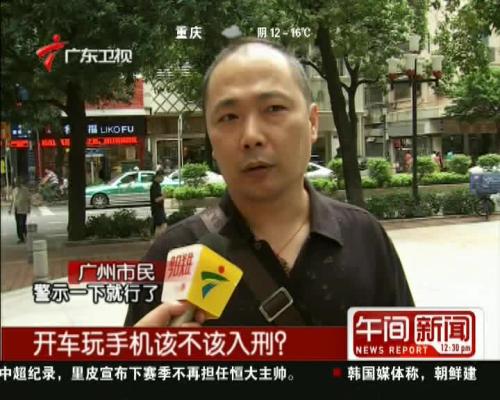 重庆 阴 12~16℃
广东卫视
福 LIKOFU
广州市民
警示一下就行了
开车玩手机该不该入刑?
午间新闻
NEWS REPORT 12:30 pm
中超纪录，里皮宣布下赛季不再担任恒大主帅。 ■ 韩国媒体称，朝鲜建